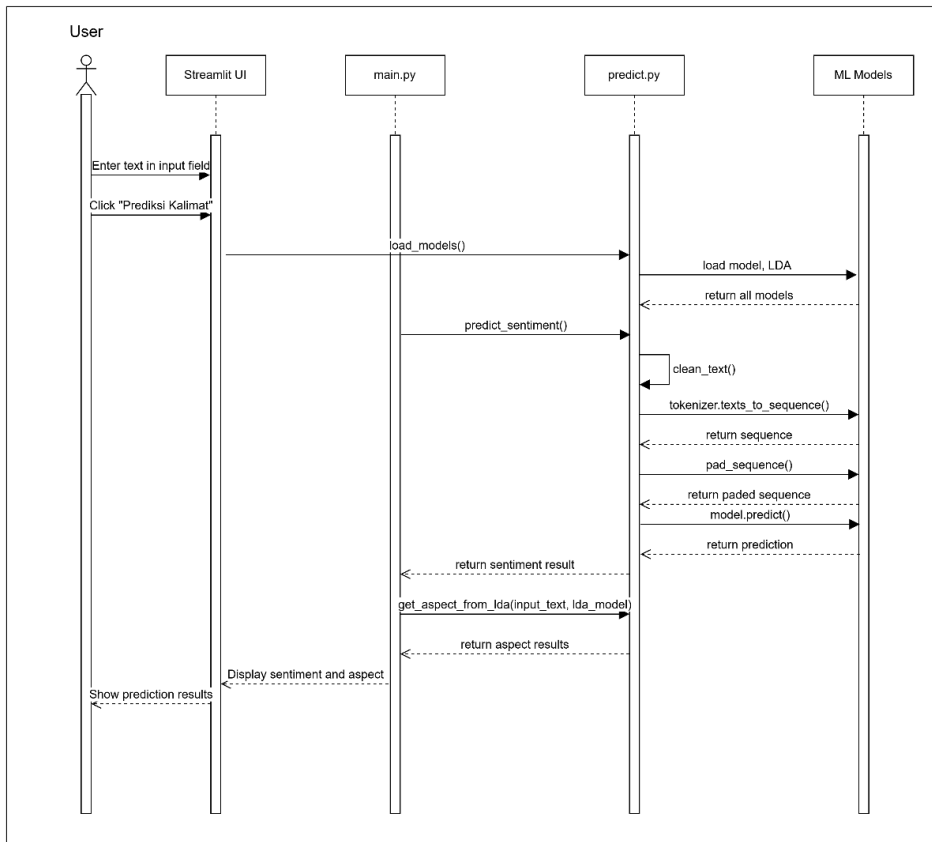 User
Streamlit UI
main.py
predict.py
ML Models
Enter text in input field
Click "Prediksi Kalimat"
load_models()
load model, LDA
return all models
predict_sentiment()
clean_text()
tokenizer.texts_to_sequence()
return sequence
pad_sequence()
return paded sequence
model.predict()
return prediction
return sentiment result
get_aspect_from_lda(input_text, lda_model)
return aspect results
Display sentiment and aspect
Show prediction results